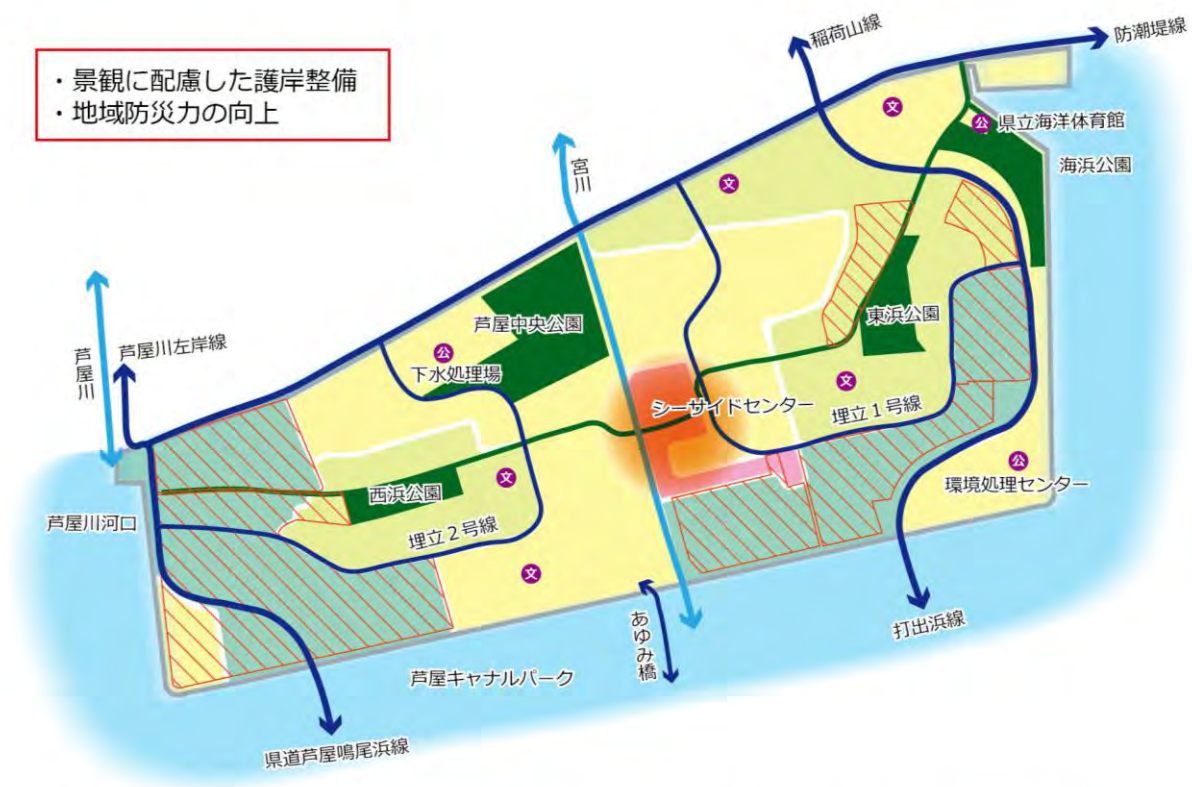 ・景観に配慮した護岸整備
・地域防災力の向上
稲荷山線
防潮堤線
文
公
県立海洋体育館
海浜公園
宮川
文
芦屋川
芦屋川左岸線
芦屋中央公園
公
下水処理場
東浜公園
文
シーサイドセンター
埋立1号線
公
環境処理センター
西浜公園
文
芦屋川河口
埋立2号線
文
あゆみ橋
打出浜線
芦屋キャナルパーク
県道芦屋鳴尾浜線